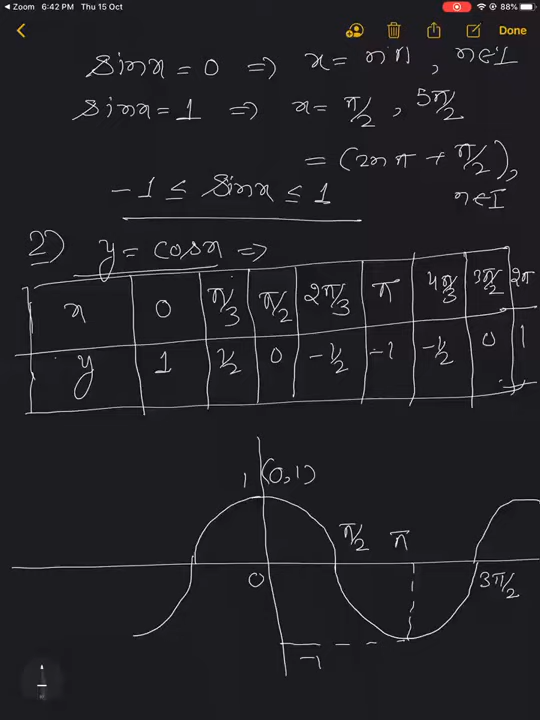 Zoom 6:42 PM Thu 15 Oct 88%
Done
Sinx = 0 => x = nπ, n∈I
Sinx = 1 => x = π/2, 5π/2
= (2nπ + π/2), n∈I
-1 ≤ Sinx ≤ 1
2) y = cosx =>
x 0 π/3 π/2 2π/3 π 4π/3 3π/2 2π
y 1 1/2 0 -1/2 -1 -1/2 0 1
1 (0,1)
π/2 π
0 3π/2
-1